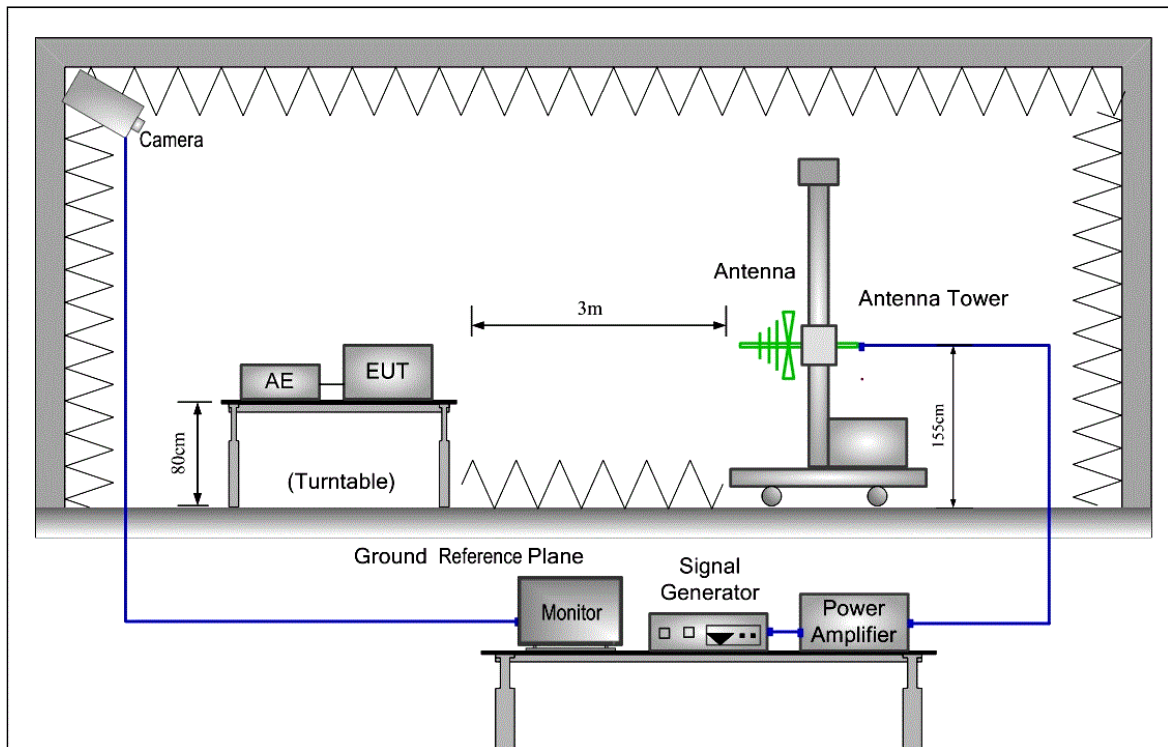 Camera
Antenna
Antenna Tower
3m
AE
EUT
80cm
155cm
(Turntable)
Ground Reference Plane
Signal
Generator
Monitor
Power
Amplifier